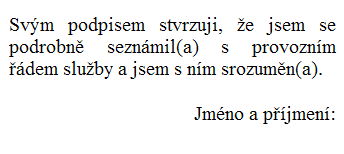 Svým podpisem stvrzuji, že jsem se
podrobně seznámil(a) s provozním
řádem služby a jsem s ním srozuměn(a).
Jméno a příjmení: